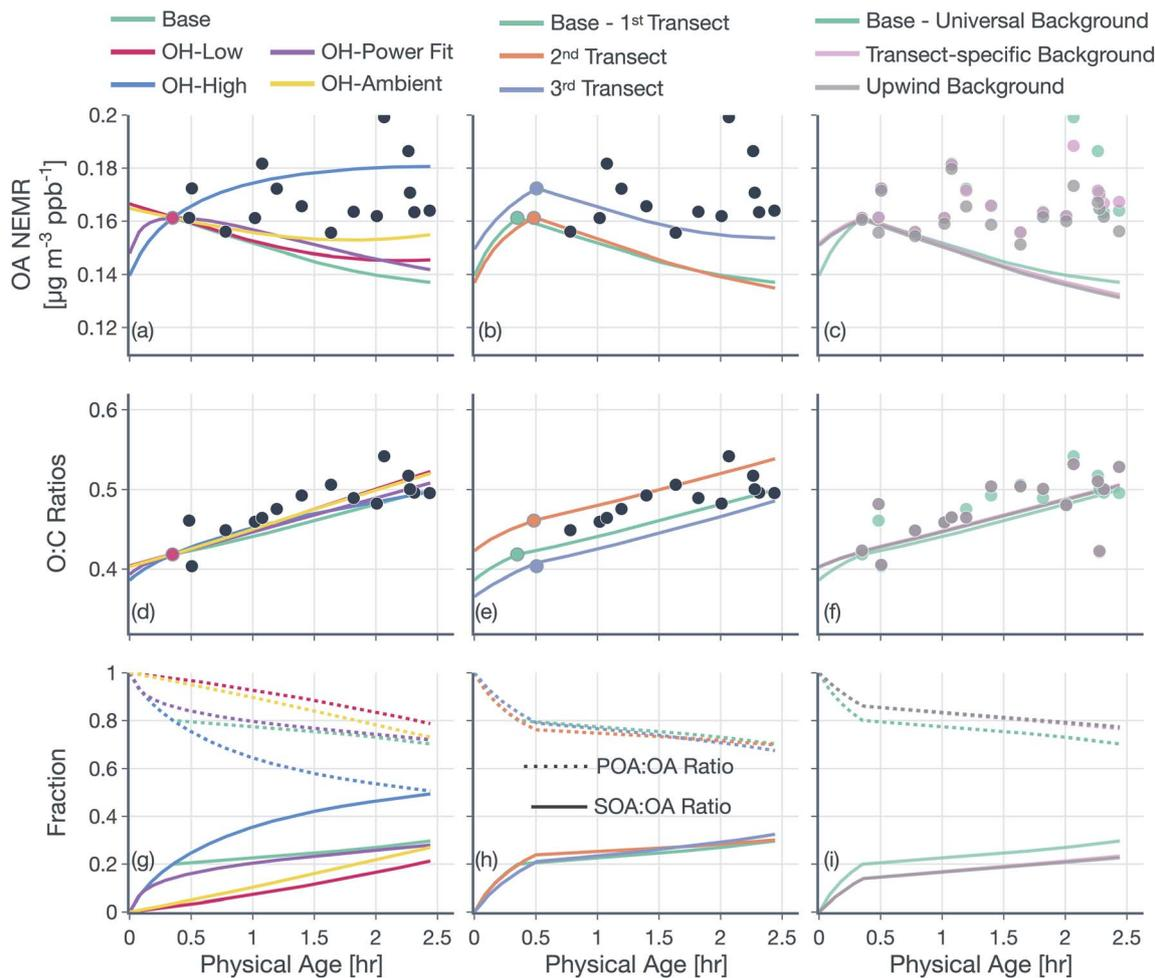 Base
OH-Low
OH-Power Fit
OH-High
OH-Ambient
Base - 1st Transect
2nd Transect
3rd Transect
Base - Universal Background
Transect-specific Background
Upwind Background
OA NEMR
[µg m⁻³ ppb⁻¹]
0.2
0.18
0.16
0.14
0.12
(a)
(b)
(c)
O:C Ratios
0.6
0.5
0.4
(d)
(e)
(f)
Fraction
1
0.8
0.6
0.4
0.2
0
POA:OA Ratio
SOA:OA Ratio
(g)
(h)
(i)
0 0.5 1 1.5 2 2.5
0 0.5 1 1.5 2 2.5
0 0.5 1 1.5 2 2.5
Physical Age [hr]
Physical Age [hr]
Physical Age [hr]